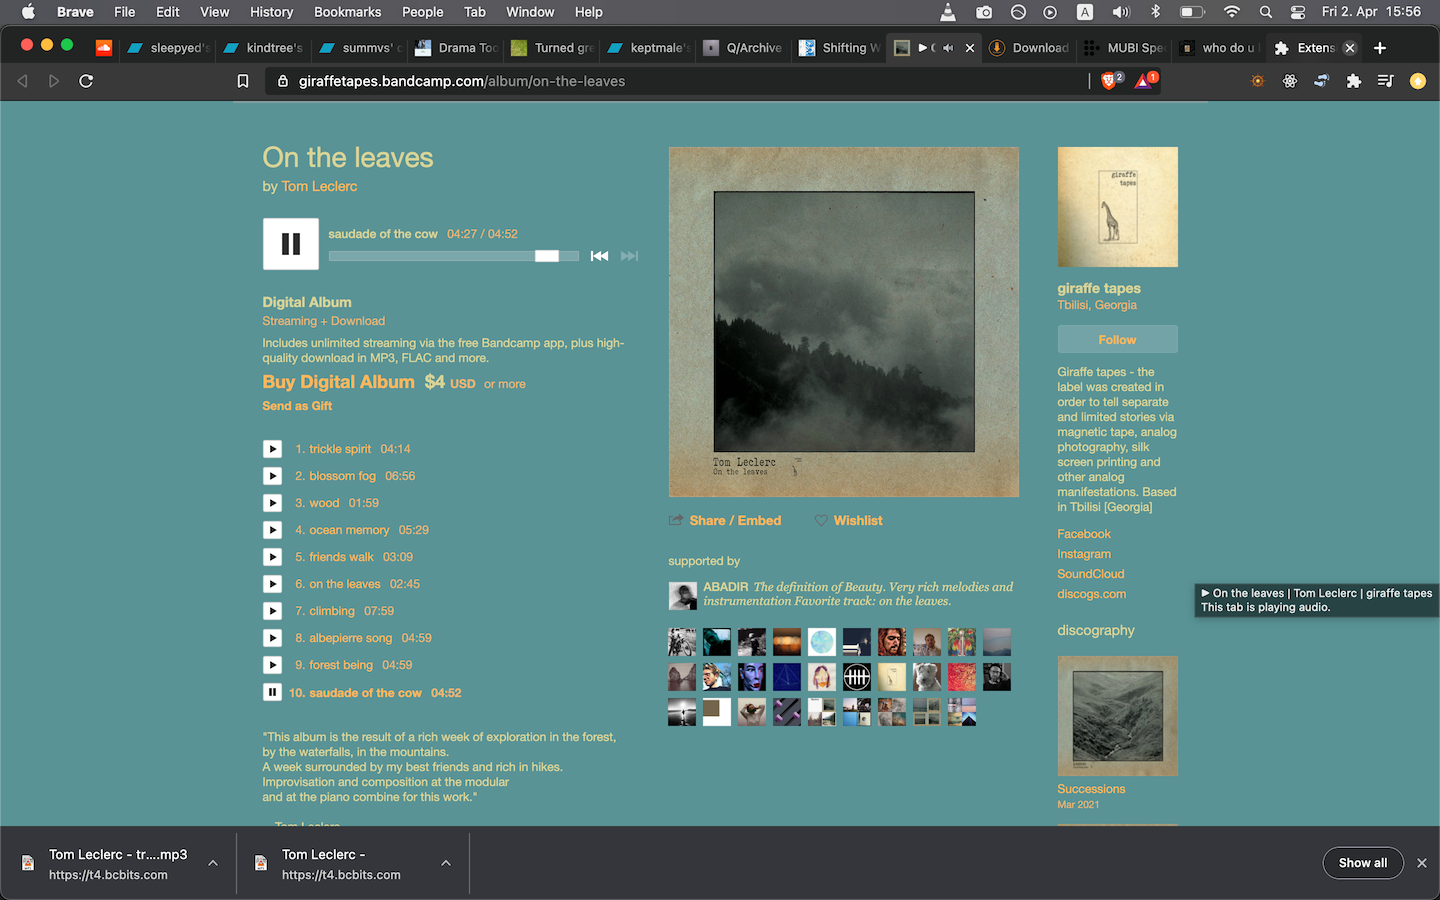 Brave File Edit View History Bookmarks People Tab Window Help A Fri 2. Apr 15:56
sleepyed's kindtree's summvs' Drama Too Turned gre keptmale's Q/Archive Shifting W Download MUBI Spe who do u Extens
giraffetapes.bandcamp.com/album/on-the-leaves 2 1
On the leaves
by Tom Leclerc
saudade of the cow 04:27 / 04:52
Digital Album
Streaming + Download
Includes unlimited streaming via the free Bandcamp app, plus high-
quality download in MP3, FLAC and more.
Buy Digital Album $4 USD or more
Send as Gift
1. trickle spirit 04:14
2. blossom fog 06:56
3. wood 01:59
4. ocean memory 05:29
5. friends walk 03:09
6. on the leaves 02:45
7. climbing 07:59
8. albepierre song 04:59
9. forest being 04:59
10. saudade of the cow 04:52
"This album is the result of a rich week of exploration in the forest,
by the waterfalls, in the mountains.
A week surrounded by my best friends and rich in hikes.
Improvisation and composition at the modular
and at the piano combine for this work."
Tom Leclerc
Tom Leclerc
On the leaves
Share / Embed Wishlist
supported by
ABADIR The definition of Beauty. Very rich melodies and
instrumentation Favorite track: on the leaves.
giraffe
tapes
giraffe tapes
Tbilisi, Georgia
Follow
Giraffe tapes - the
label was created in
order to tell separate
and limited stories via
magnetic tape, analog
photography, silk
screen printing and
other analog
manifestations. Based
in Tbilisi [Georgia]
Facebook
Instagram
SoundCloud
discogs.com
On the leaves | Tom Leclerc | giraffe tapes
This tab is playing audio.
discography
Successions
Mar 2021
Tom Leclerc - tr....mp3
https://t4.bcbits.com
Tom Leclerc -
https://t4.bcbits.com
Show all